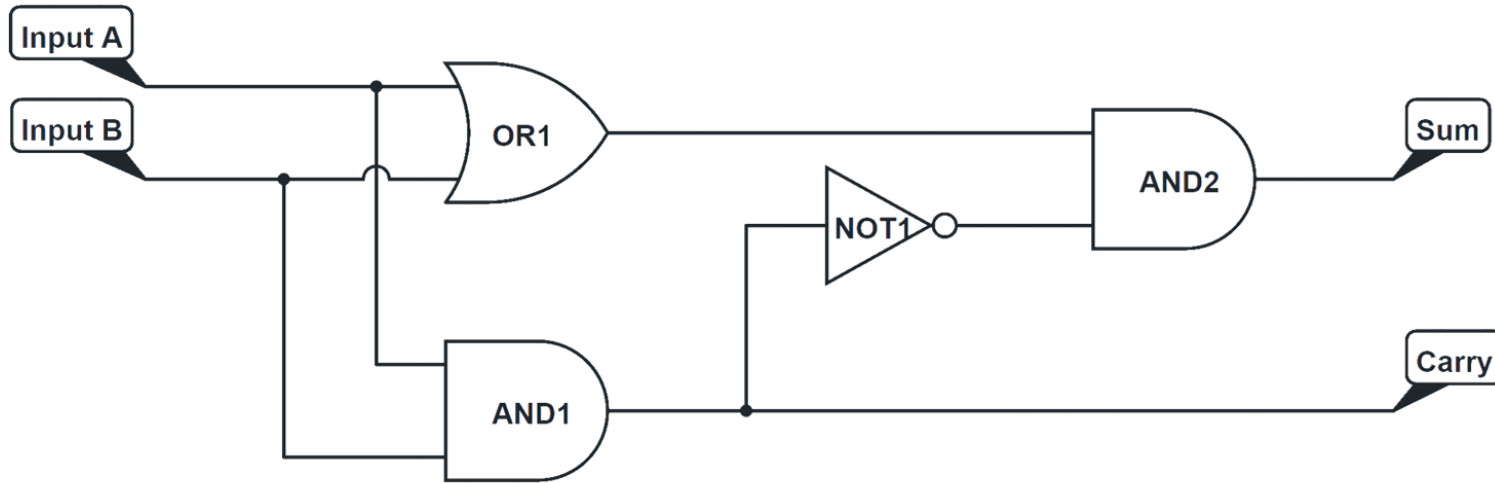 Input A
Input B
OR1
Sum
AND2
NOT1
Carry
AND1